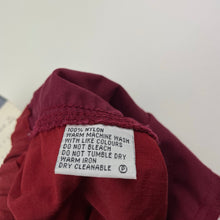 100% NYLON
WARM MACHINE WASH
WITH LIKE COLOURS
DO NOT BLEACH
DO NOT TUMBLE DRY
WARM IRON
DRY CLEANABLE Ⓟ